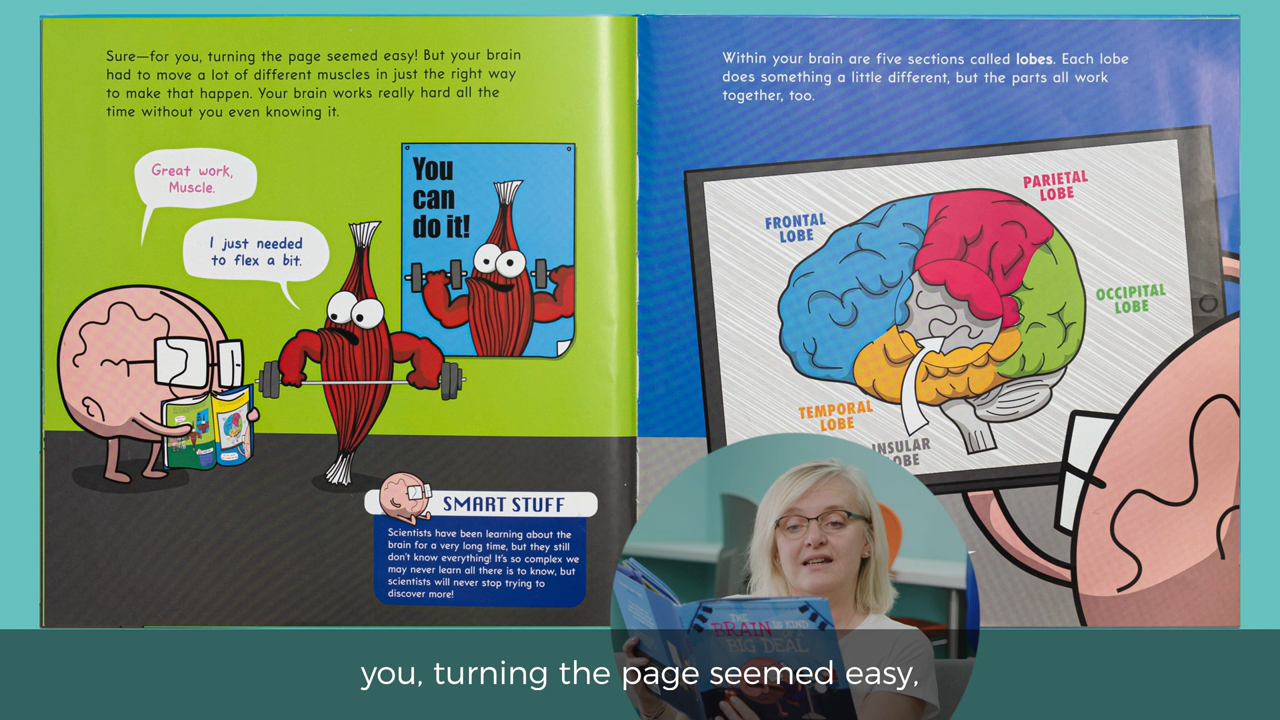 Sure—for you, turning the page seemed easy! But your brain
had to move a lot of different muscles in just the right way
to make that happen. Your brain works really hard all the
time without you even knowing it.
Great work,
Muscle.
I just needed
to flex a bit.
You
can
do it!
SMART STUFF
Scientists have been learning about the
brain for a very long time, but they still
don't know everything! It's so complex we
may never learn all there is to know, but
scientists will never stop trying to
discover more!
Within your brain are five sections called lobes. Each lobe
does something a little different, but the parts all work
together, too.
PARIETAL
LOBE
FRONTAL
LOBE
OCCIPITAL
LOBE
TEMPORAL
LOBE
INSULAR
LOBE
THE
BRAIN IS KIND
BIG DEAL
you, turning the page seemed easy,